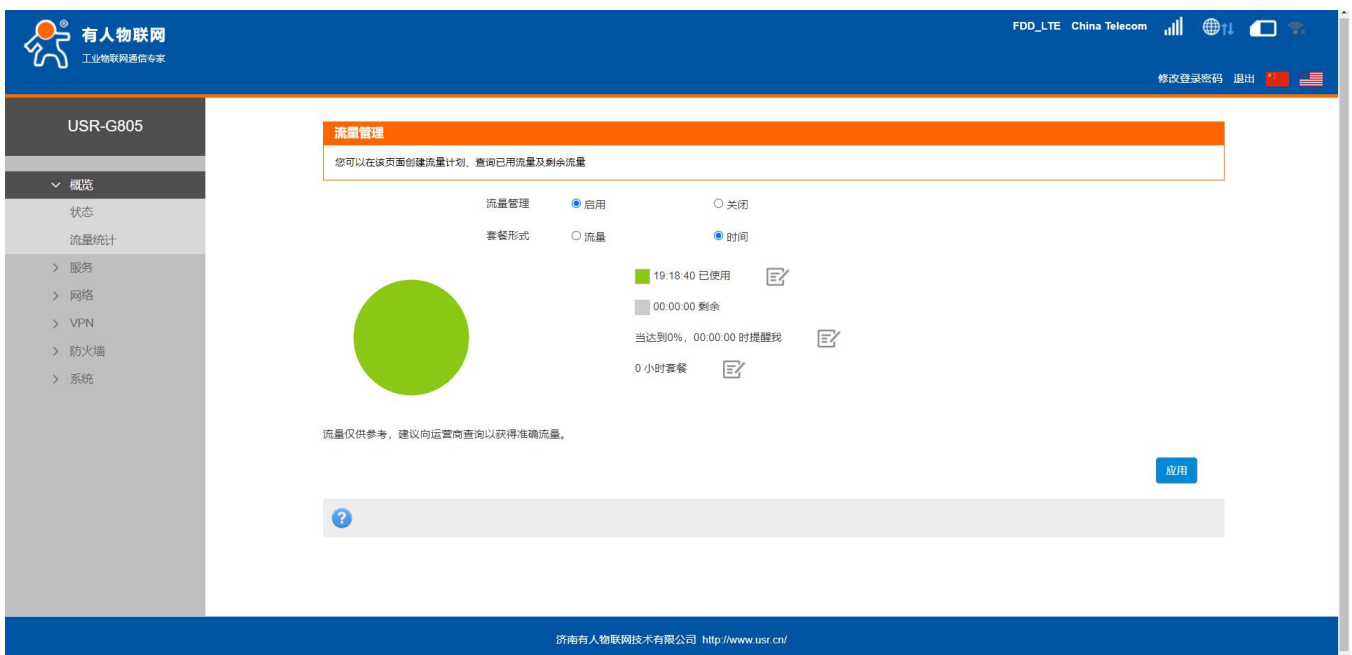 有人物联网
工业物联网通信专家
FDD_LTE China Telecom
修改登录密码 退出
USR-G805
概览
状态
流量统计
服务
网络
VPN
防火墙
系统
流量管理
您可以在该页面创建流量计划、查询已用流量及剩余流量
流量管理 启用 关闭
套餐形式 流量 时间
19:18:40 已使用
00:00:00 剩余
当达到0%，00:00:00 时提醒我
0 小时套餐
流量仅供参考，建议向运营商查询以获得准确流量。
应用
济南有人物联网技术有限公司 http://www.usr.cn/